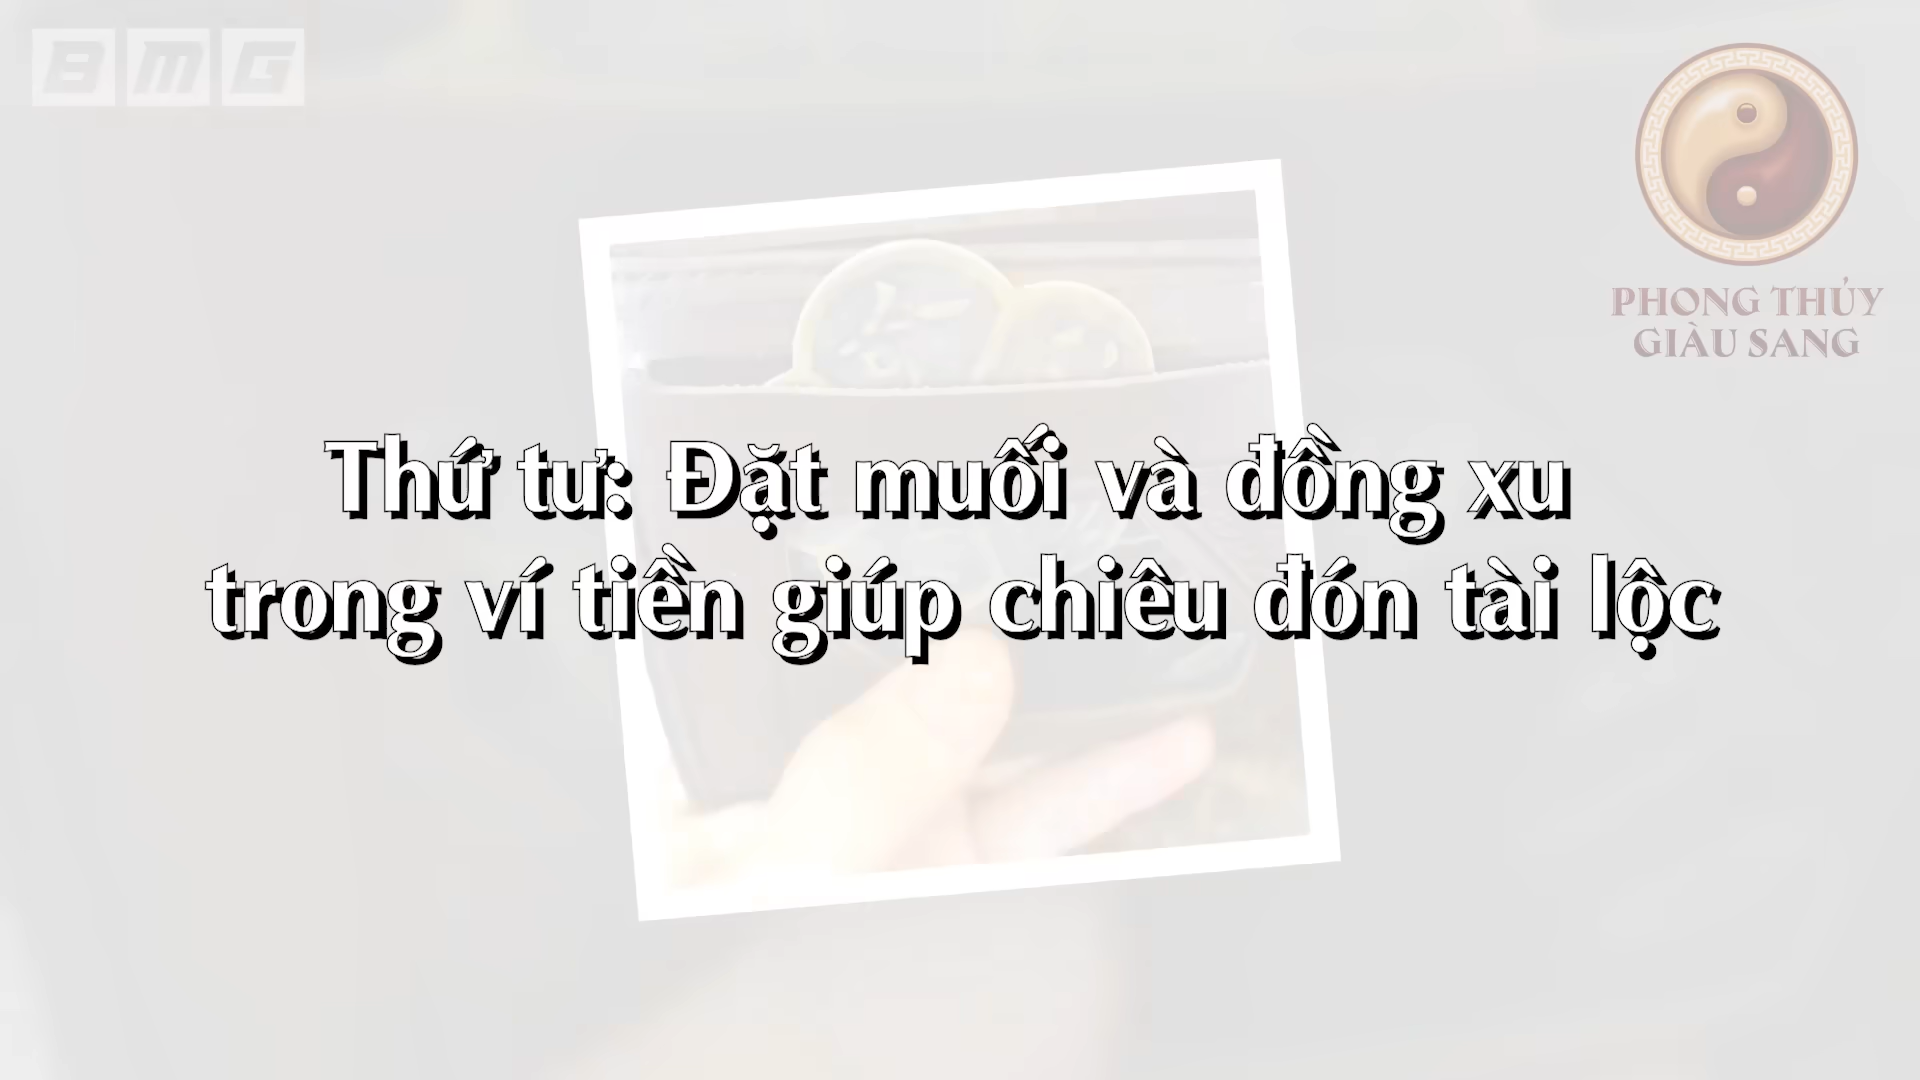 BMG
PHONG THỦY
GIÀU SANG
Thứ tư: Đặt muối và đồng xu
trong ví tiền giúp chiêu đón tài lộc